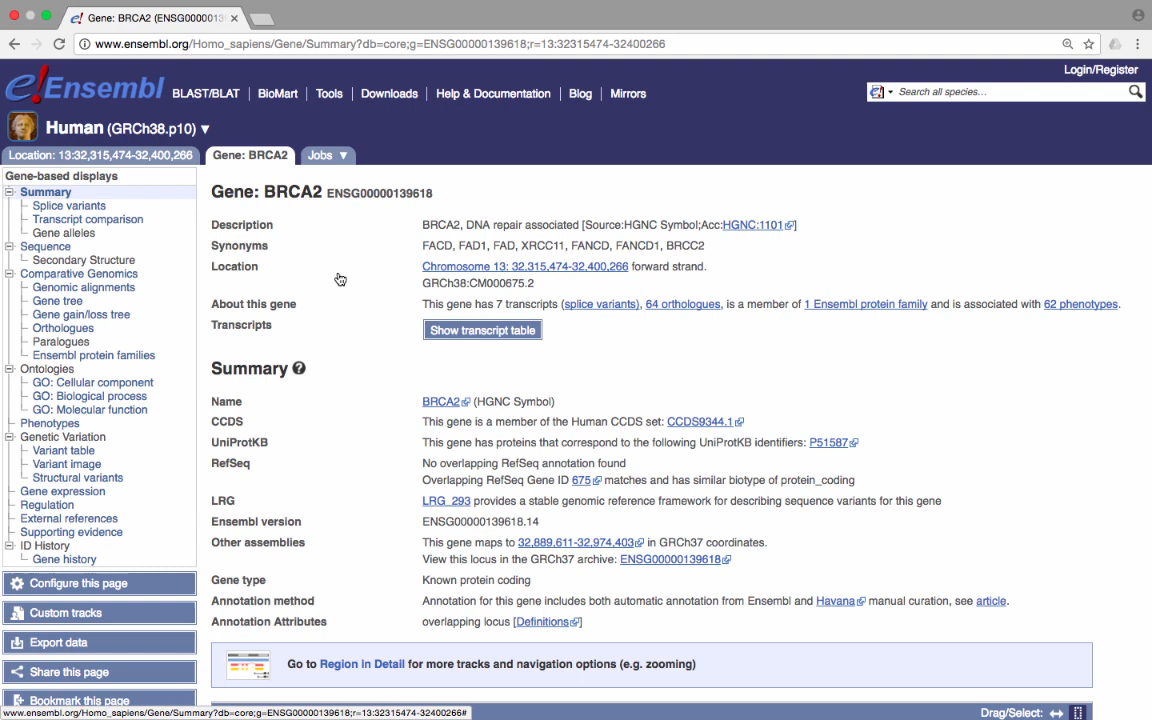 Gene: BRCA2 (ENSG0000013
www.ensembl.org/Homo_sapiens/Gene/Summary?db=core;g=ENSG00000139618;r=13:32315474-32400266
Login/Register
e!Ensembl BLAST/BLAT | BioMart | Tools | Downloads | Help & Documentation | Blog | Mirrors
Search all species...
Human (GRCh38.p10) ▼
Location: 13:32,315,474-32,400,266 Gene: BRCA2 Jobs ▼
Gene-based displays
Summary
Splice variants
Transcript comparison
Gene alleles
Sequence
Secondary Structure
Comparative Genomics
Genomic alignments
Gene tree
Gene gain/loss tree
Orthologues
Paralogues
Ensembl protein families
Ontologies
GO: Cellular component
GO: Biological process
GO: Molecular function
Phenotypes
Genetic Variation
Variant table
Variant image
Structural variants
Gene expression
Regulation
External references
Supporting evidence
ID History
Gene history
Configure this page
Custom tracks
Export data
Share this page
Bookmark this page
Gene: BRCA2 ENSG00000139618
Description BRCA2, DNA repair associated [Source:HGNC Symbol;Acc:HGNC:1101]
Synonyms FACD, FAD1, FAD, XRCC11, FANCD, FANCD1, BRCC2
Location Chromosome 13: 32,315,474-32,400,266 forward strand.
GRCh38:CM000675.2
About this gene This gene has 7 transcripts (splice variants), 64 orthologues, is a member of 1 Ensembl protein family and is associated with 62 phenotypes.
Transcripts Show transcript table
Summary ?
Name BRCA2 (HGNC Symbol)
CCDS This gene is a member of the Human CCDS set: CCDS9344.1
UniProtKB This gene has proteins that correspond to the following UniProtKB identifiers: P51587
RefSeq No overlapping RefSeq annotation found
Overlapping RefSeq Gene ID 675 matches and has similar biotype of protein_coding
LRG LRG_293 provides a stable genomic reference framework for describing sequence variants for this gene
Ensembl version ENSG00000139618.14
Other assemblies This gene maps to 32,889,611-32,974,403 in GRCh37 coordinates.
View this locus in the GRCh37 archive: ENSG00000139618
Gene type Known protein coding
Annotation method Annotation for this gene includes both automatic annotation from Ensembl and Havana manual curation, see article.
Annotation Attributes overlapping locus [Definitions]
Go to Region in Detail for more tracks and navigation options (e.g. zooming)
www.ensembl.org/Homo_sapiens/Gene/Summary?db=core;g=ENSG00000139618;r=13:32315474-32400266#
Drag/Select: